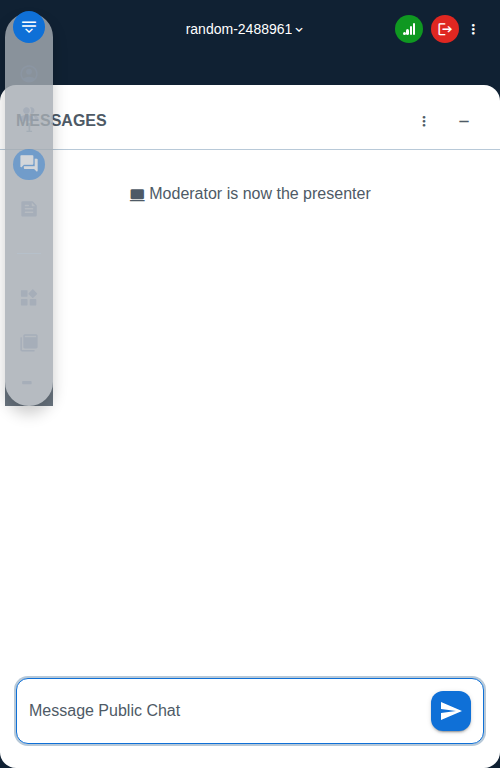 random-2488961
MESSAGES
Moderator is now the presenter
Message Public Chat